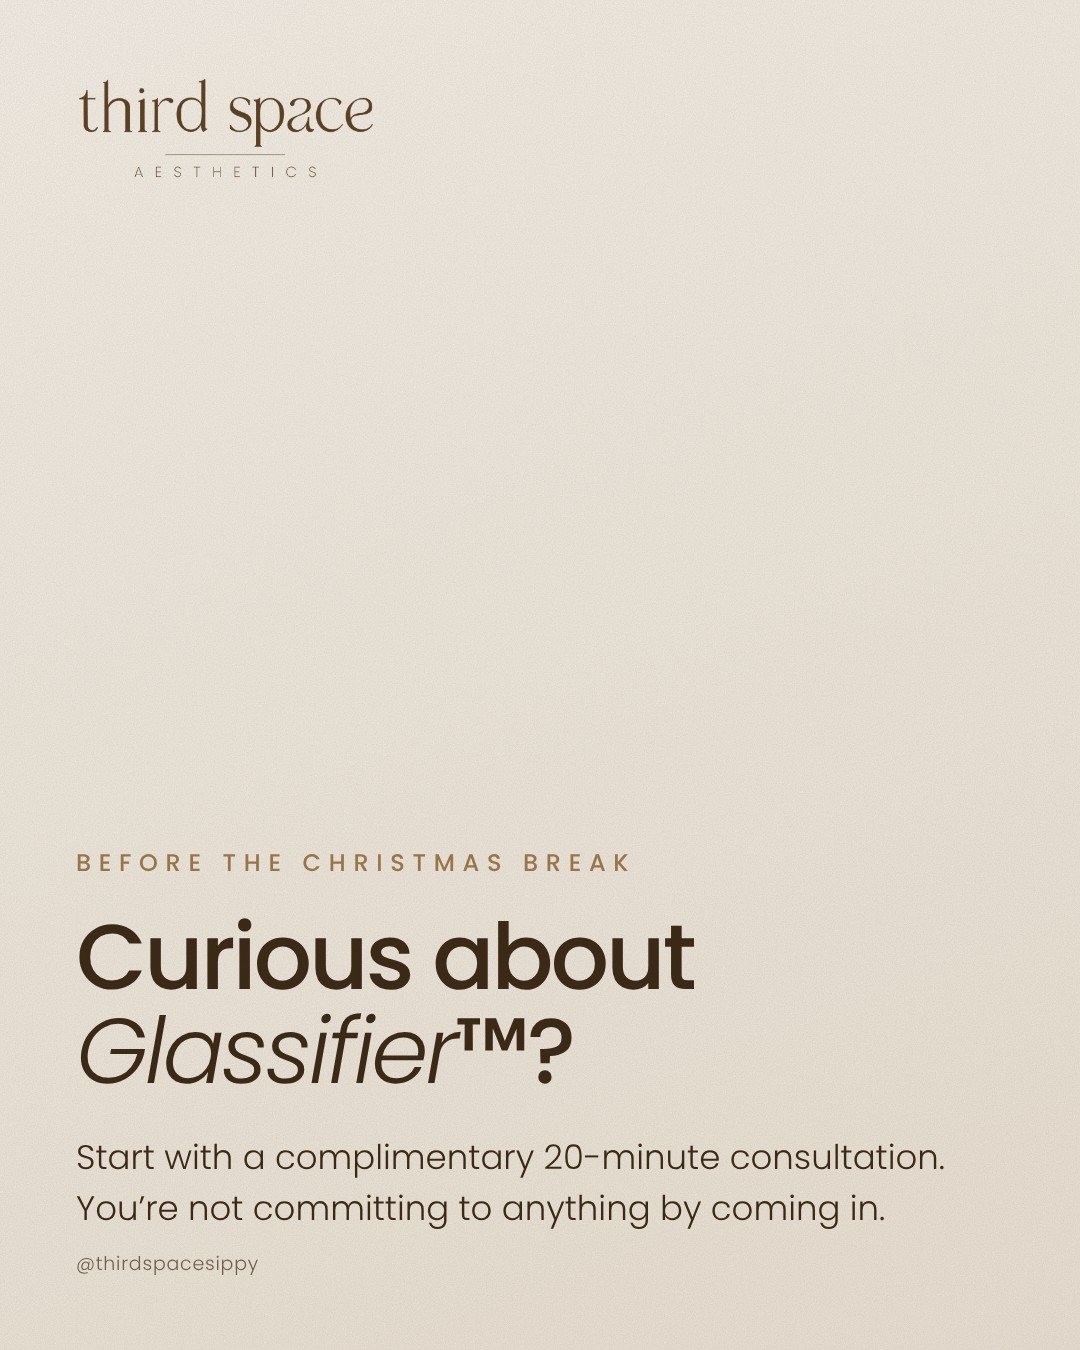 third space
AESTHETICS
BEFORE THE CHRISTMAS BREAK
Curious about
Glassifier™?
Start with a complimentary 20-minute consultation.
You’re not committing to anything by coming in.
@thirdspacesippy